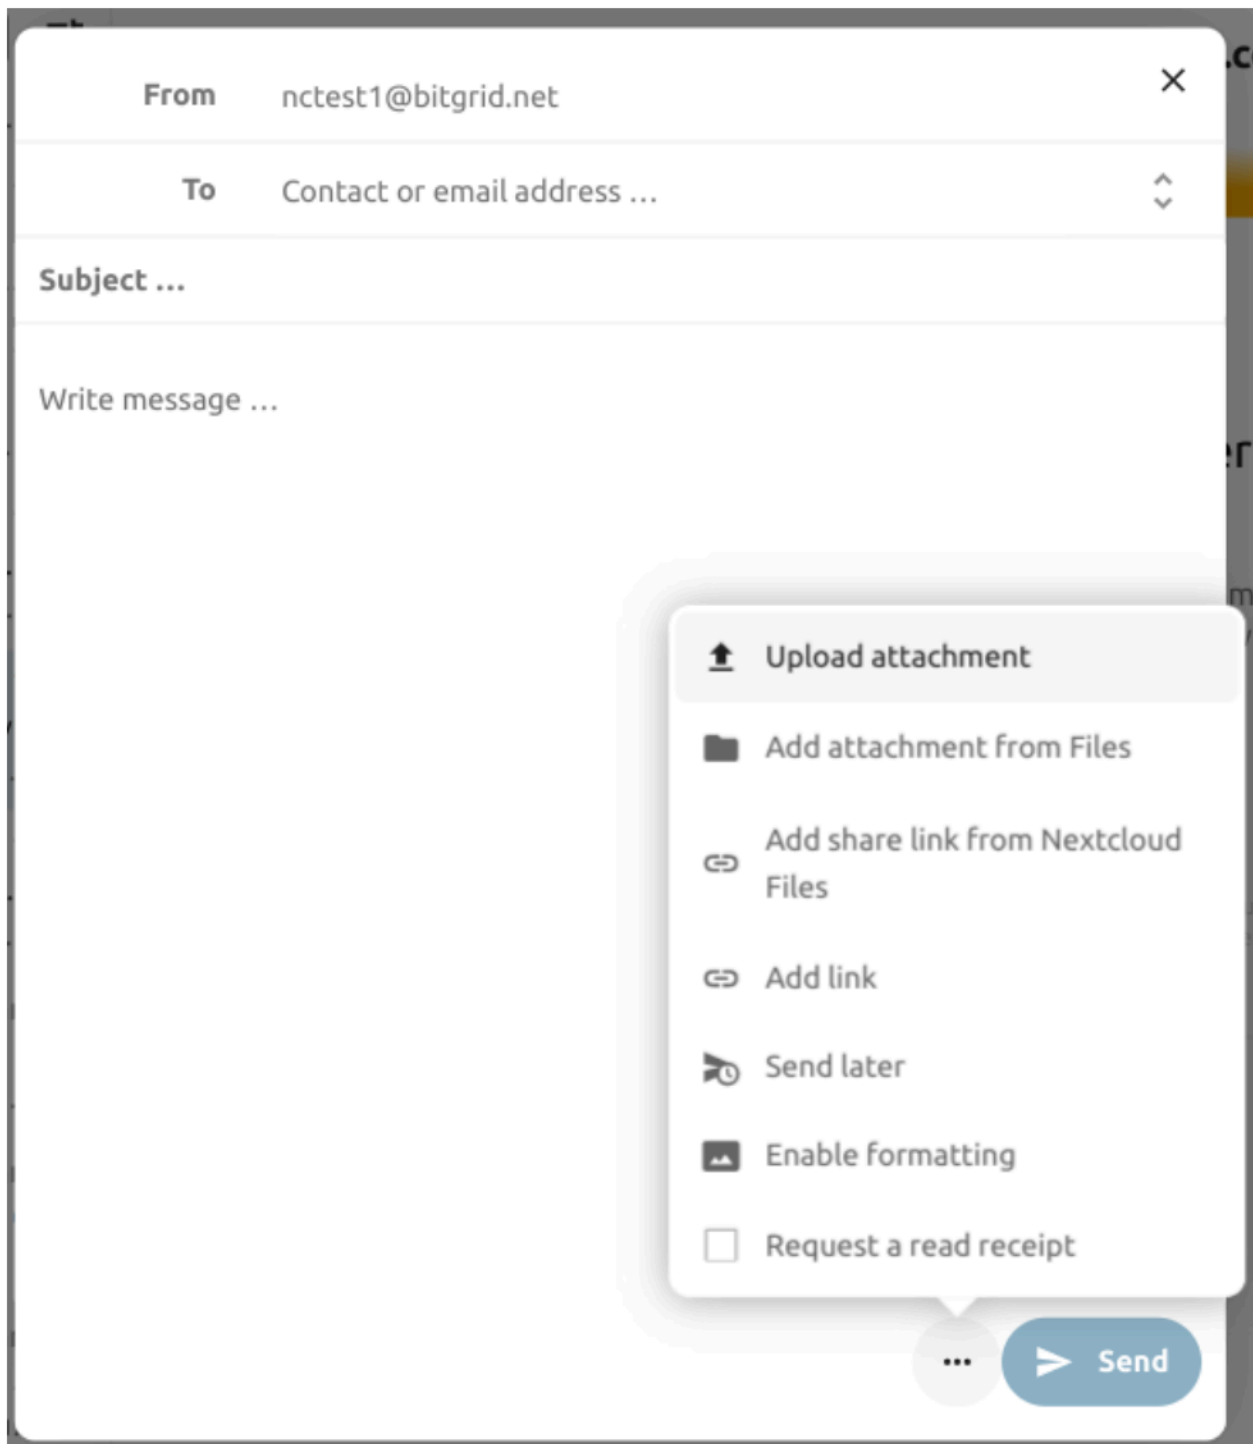 From nctest1@bitgrid.net
To Contact or email address …
Subject …
Write message …
Upload attachment
Add attachment from Files
Add share link from Nextcloud
Files
Add link
Send later
Enable formatting
Request a read receipt
Send